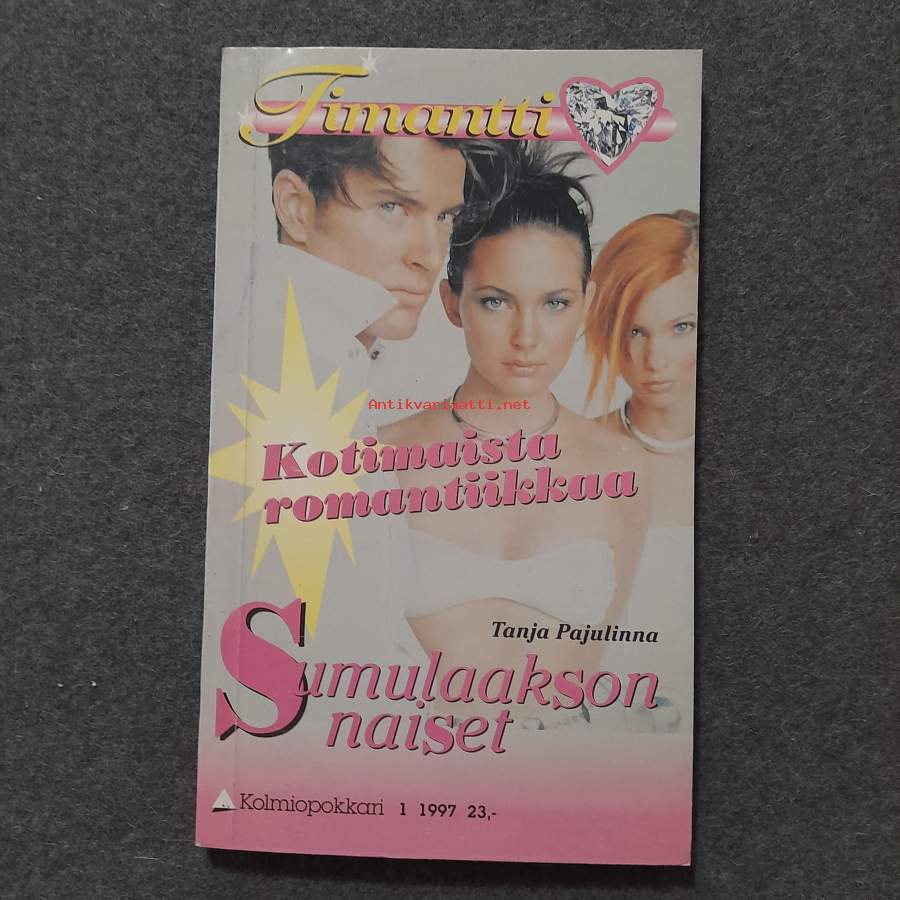 Timantti
Antikvariaatti.net
Kotimaista
romantiikkaa
Tanja Pajulinna
Sumulaakson
naiset
Kolmiopokkari 1 1997 23,-